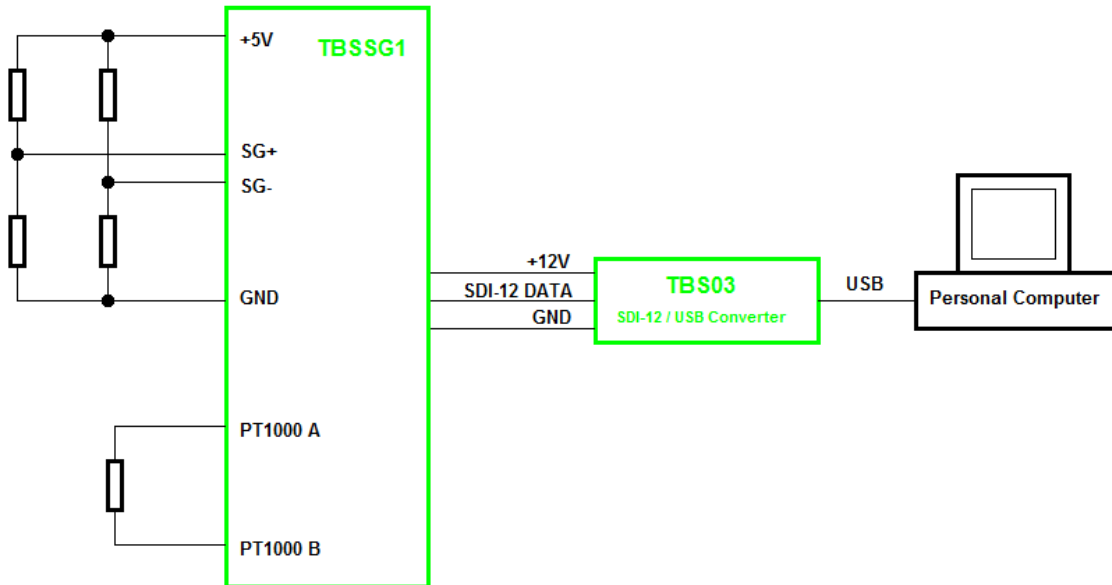 +5V
TBSSG1
SG+
SG-
GND
PT1000 A
PT1000 B
+12V
SDI-12 DATA
GND
TBS03
SDI-12 / USB Converter
USB
Personal Computer